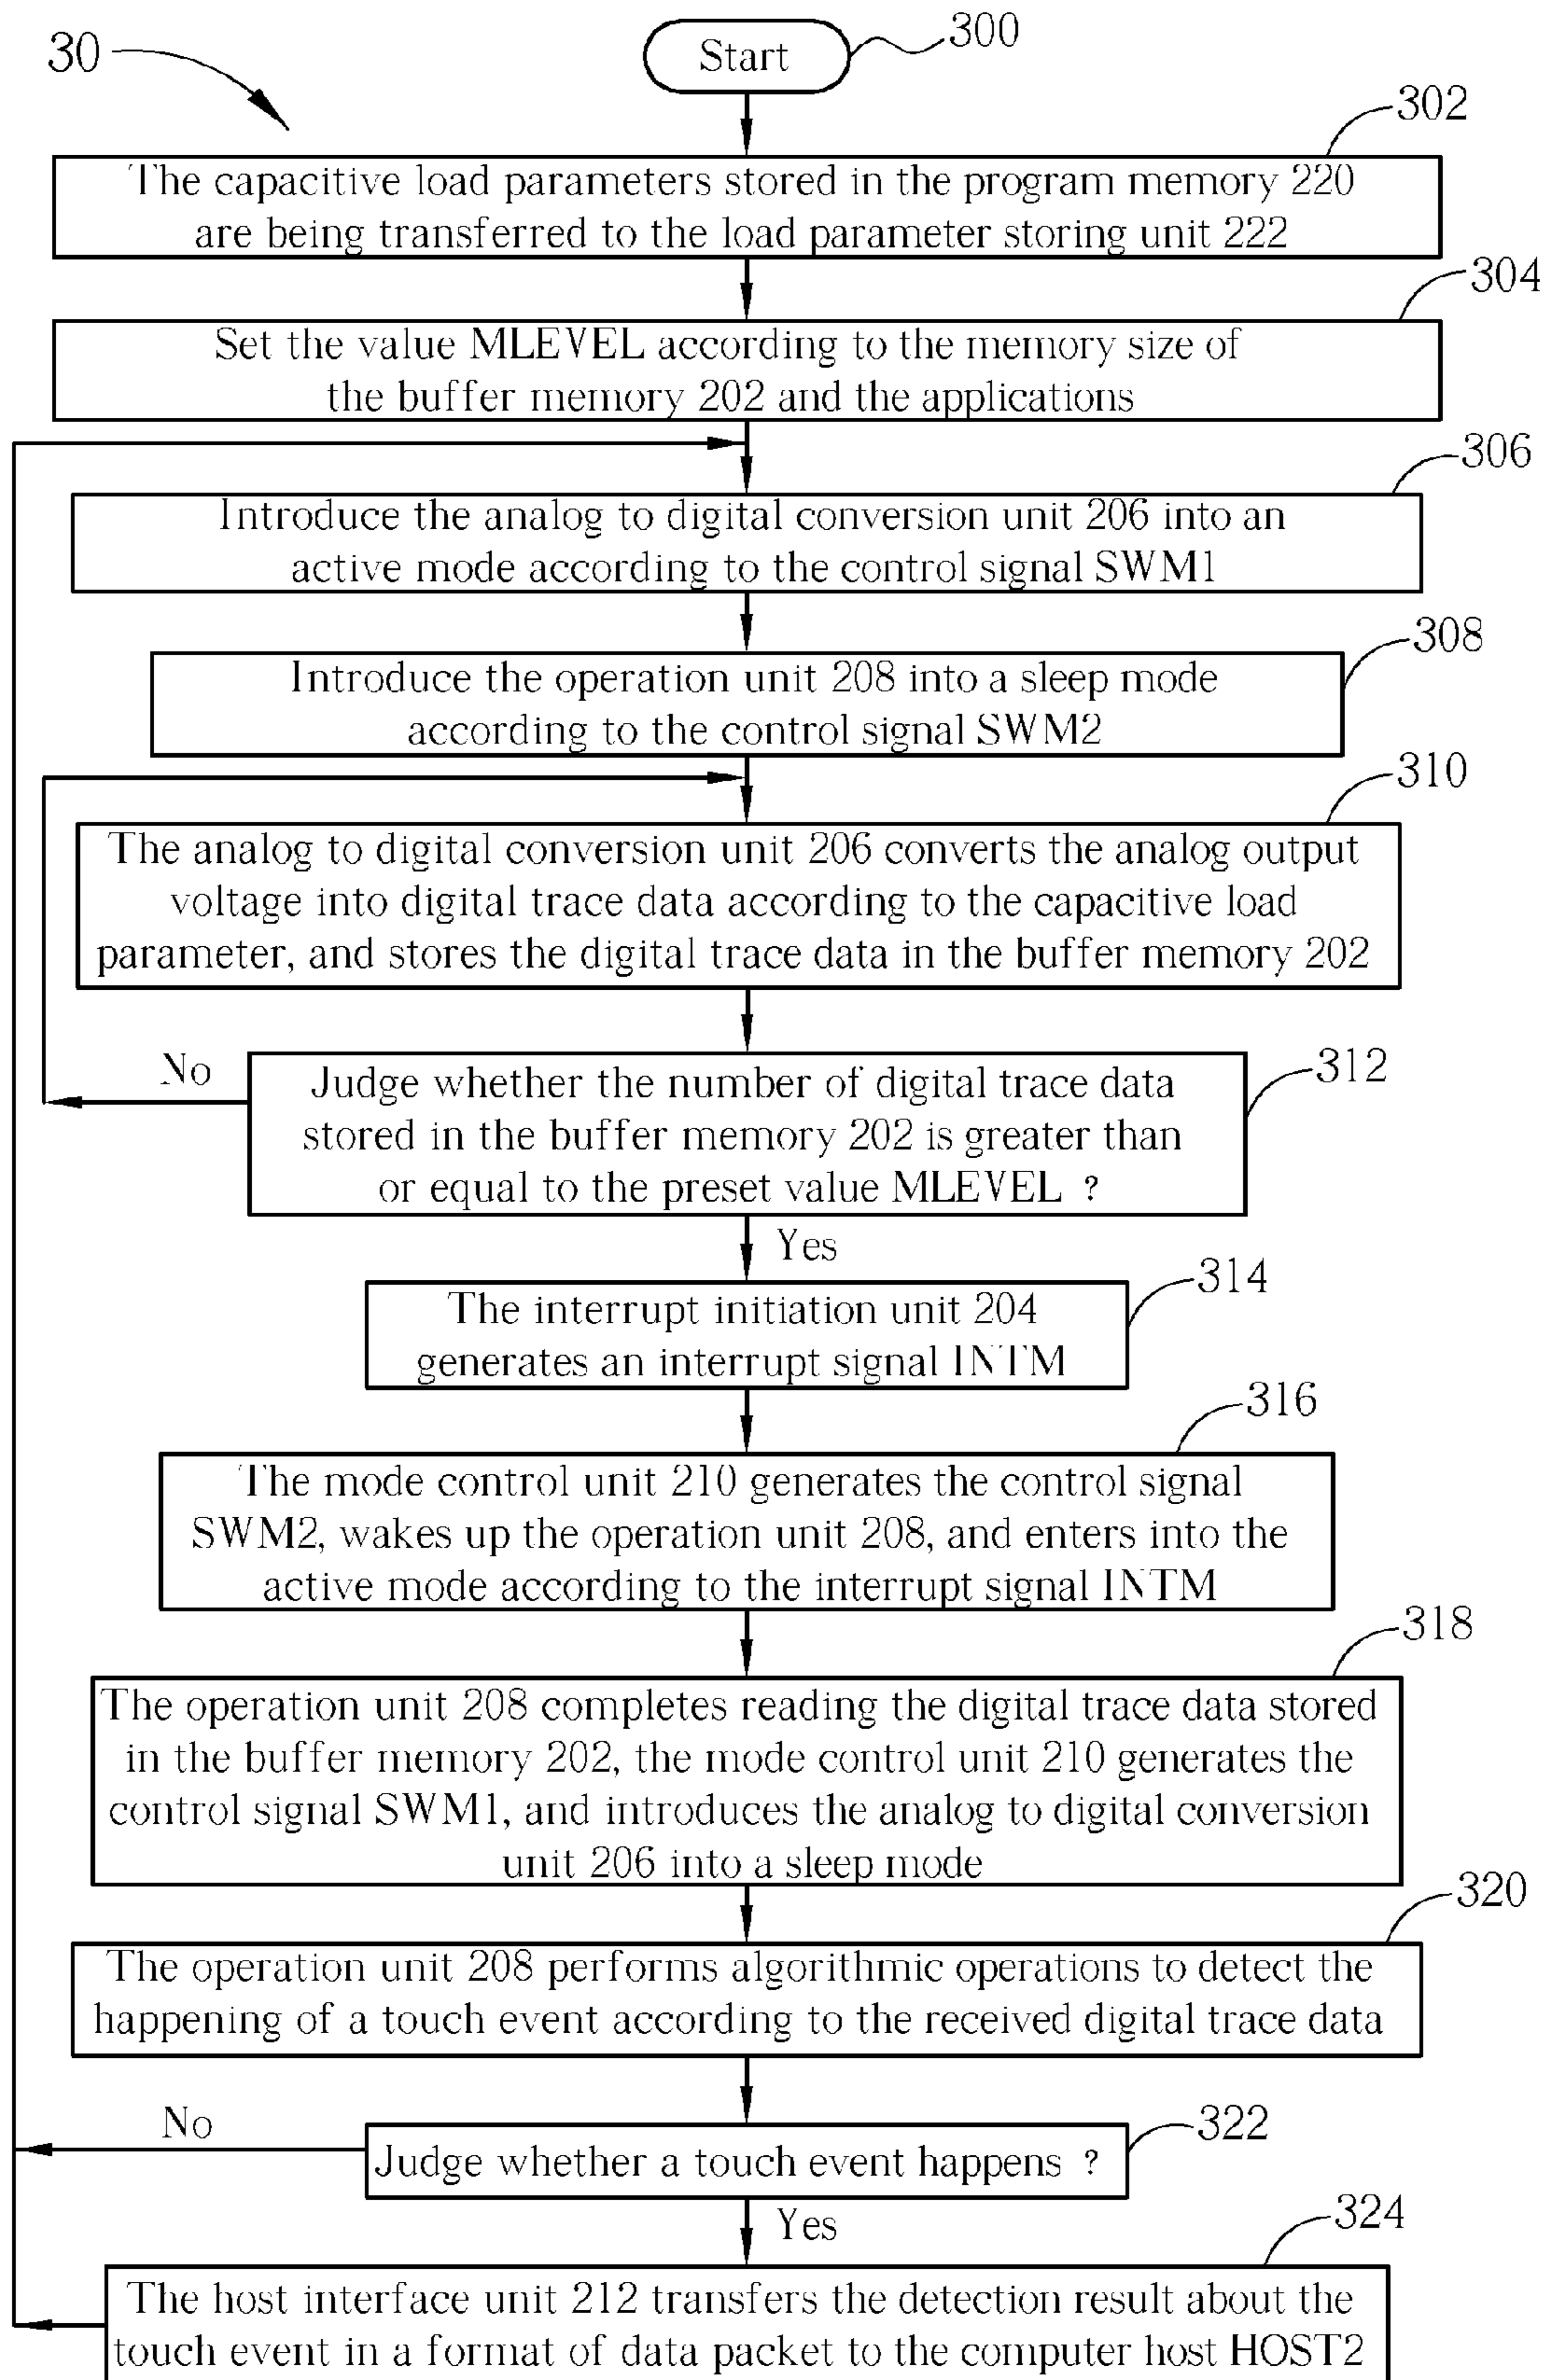 30
Start
300
302
The capacitive load parameters stored in the program memory 220
are being transferred to the load parameter storing unit 222
304
Set the value MLEVEL according to the memory size of
the buffer memory 202 and the applications
306
Introduce the analog to digital conversion unit 206 into an
active mode according to the control signal SWM1
308
Introduce the operation unit 208 into a sleep mode
according to the control signal SWM2
310
The analog to digital conversion unit 206 converts the analog output
voltage into digital trace data according to the capacitive load
parameter, and stores the digital trace data in the buffer memory 202
No
312
Judge whether the number of digital trace data
stored in the buffer memory 202 is greater than
or equal to the preset value MLEVEL ?
Yes
314
The interrupt initiation unit 204
generates an interrupt signal INTM
316
The mode control unit 210 generates the control signal
SWM2, wakes up the operation unit 208, and enters into the
active mode according to the interrupt signal INTM
318
The operation unit 208 completes reading the digital trace data stored
in the buffer memory 202, the mode control unit 210 generates the
control signal SWM1, and introduces the analog to digital conversion
unit 206 into a sleep mode
320
The operation unit 208 performs algorithmic operations to detect the
happening of a touch event according to the received digital trace data
No
322
Judge whether a touch event happens ?
Yes
324
The host interface unit 212 transfers the detection result about the
touch event in a format of data packet to the computer host HOST2